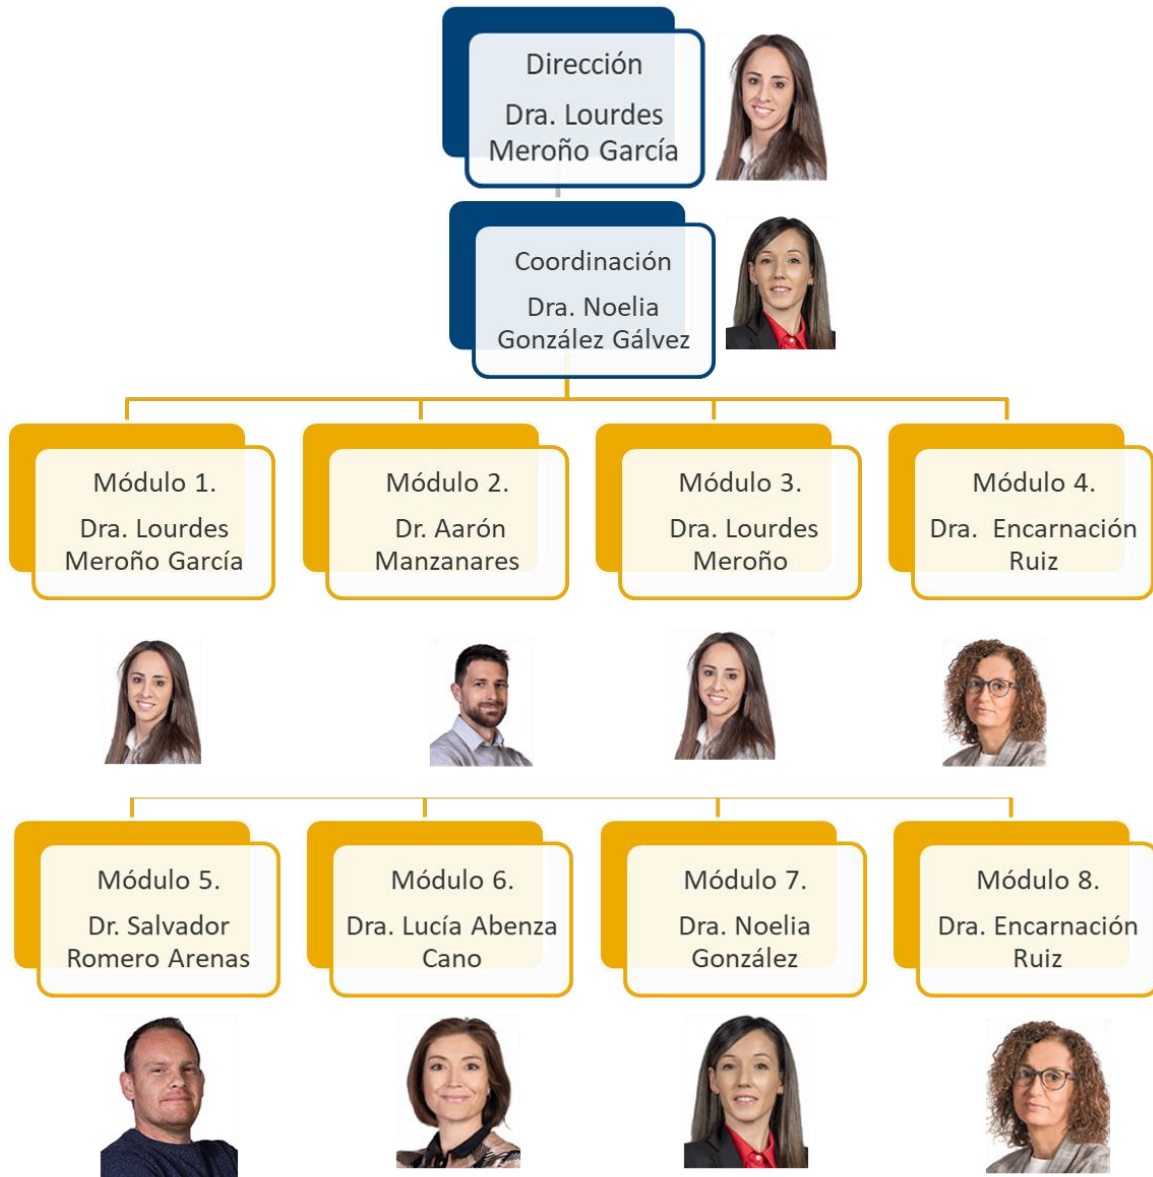 Dirección
Dra. Lourdes
Meroño García
Coordinación
Dra. Noelia
González Gálvez
Módulo 1.
Dra. Lourdes
Meroño García
Módulo 2.
Dr. Aarón
Manzanares
Módulo 3.
Dra. Lourdes
Meroño
Módulo 4.
Dra. Encarnación
Ruiz
Módulo 5.
Dr. Salvador
Romero Arenas
Módulo 6.
Dra. Lucía Abenza
Cano
Módulo 7.
Dra. Noelia
González
Módulo 8.
Dra. Encarnación
Ruiz